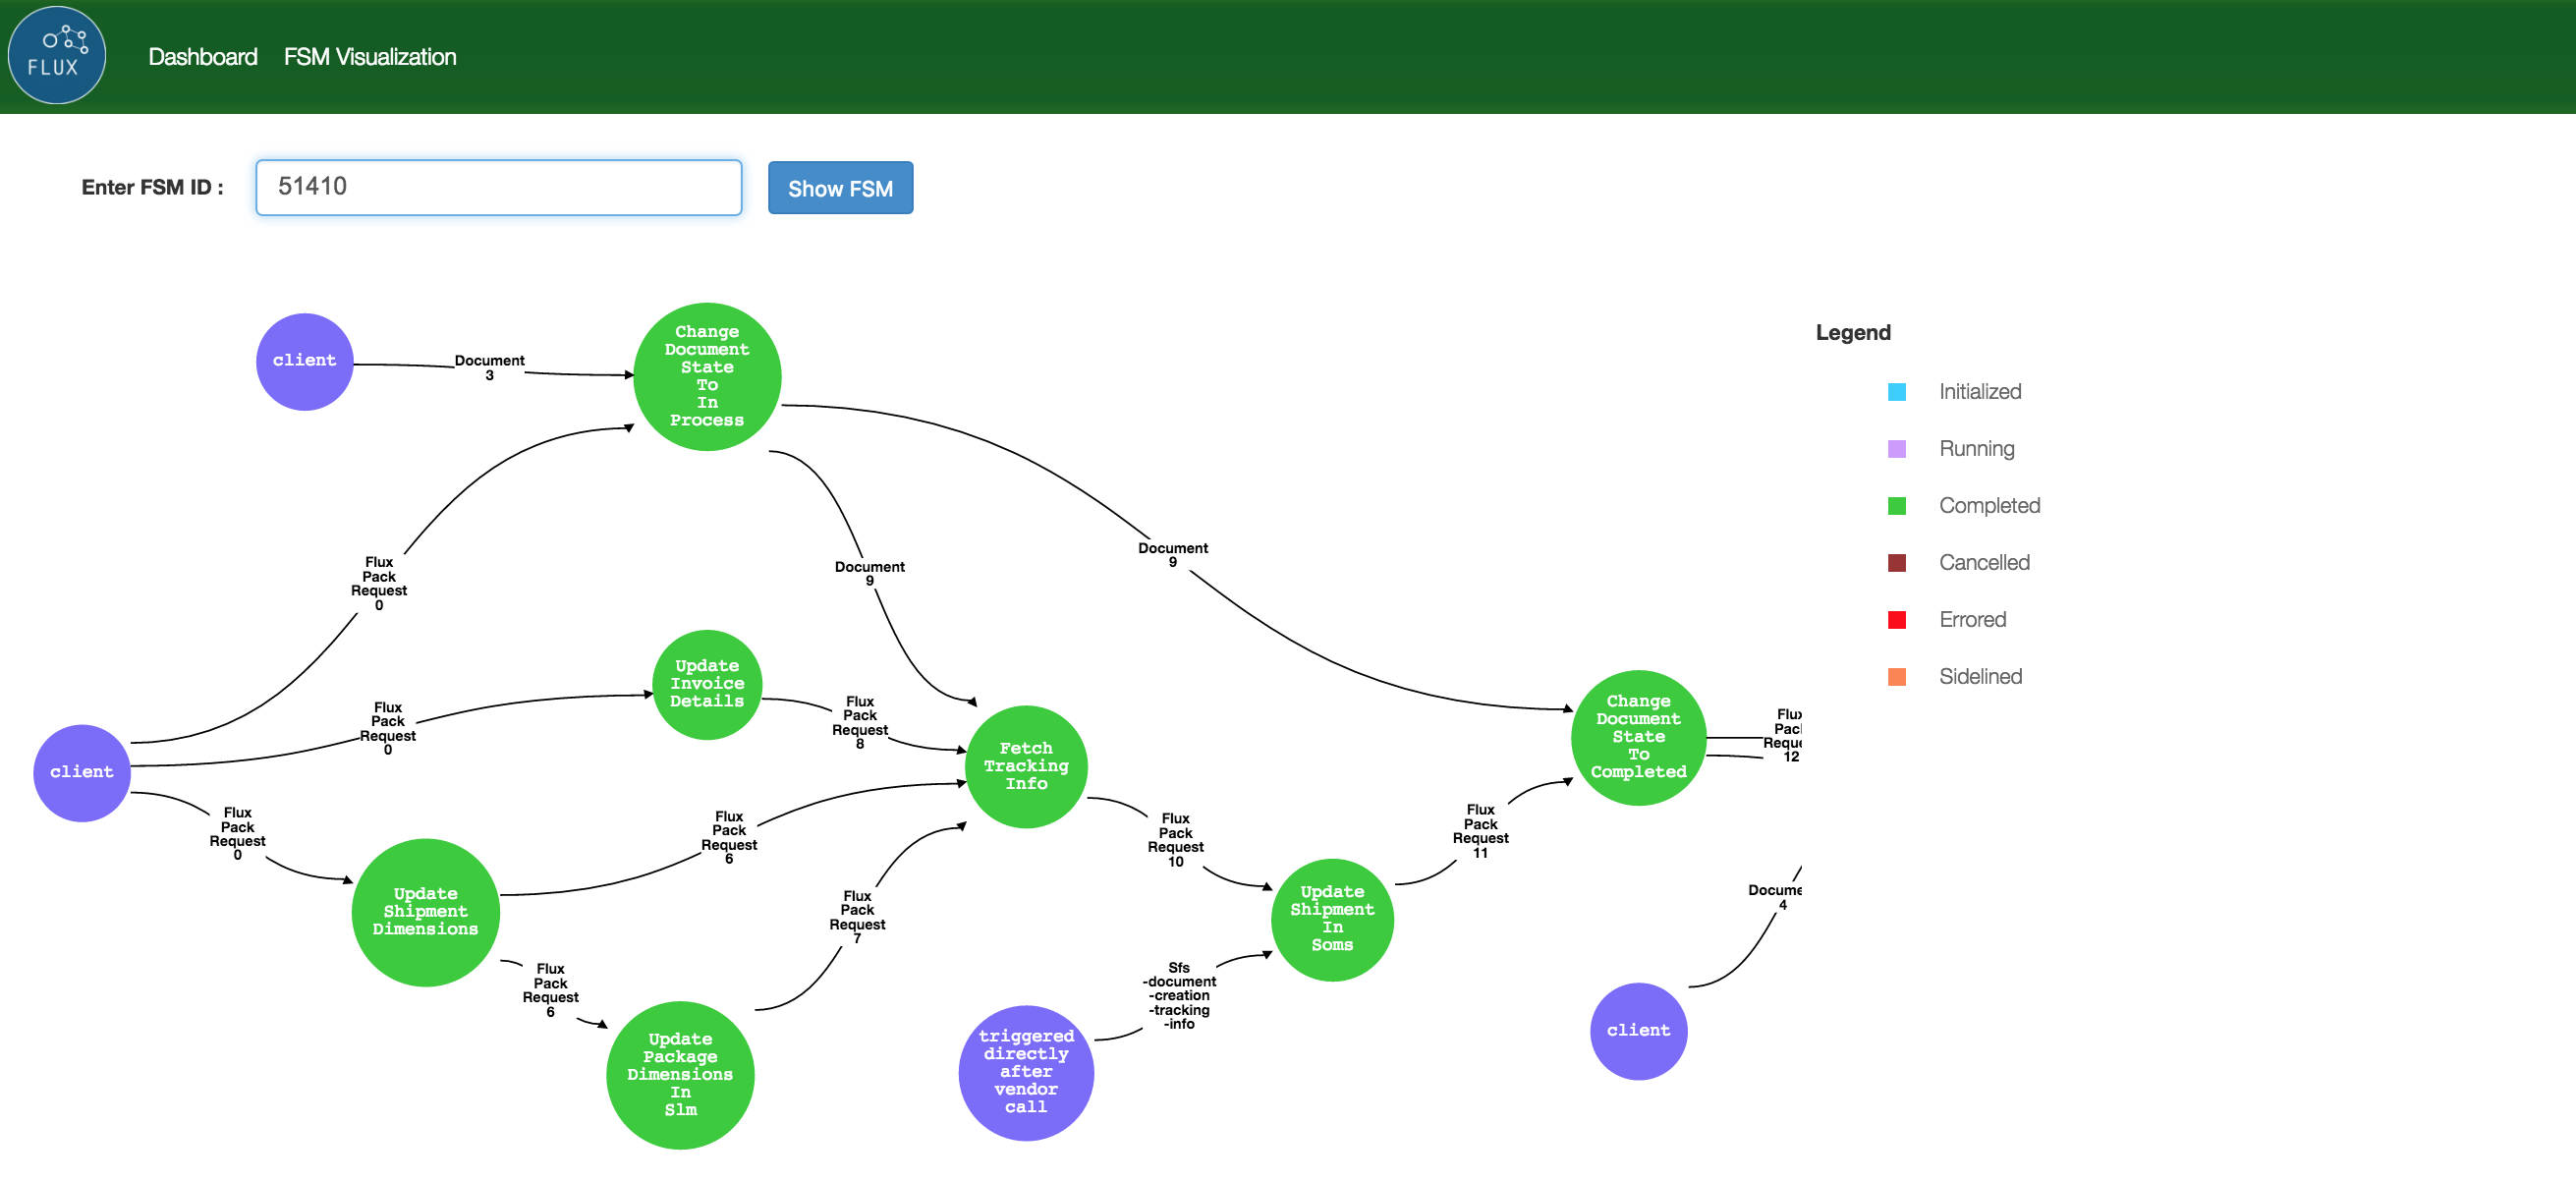 FLUX
Dashboard
FSM Visualization
Enter FSM ID :
51410
Show FSM
client
Document
3
Change
Document
State
To
In
Process
Flux
Pack
Request
0
Document
9
Document
9
Update
Invoice
Details
Flux
Pack
Request
0
Flux
Pack
Request
8
client
Flux
Pack
Request
0
Fetch
Tracking
Info
Change
Document
State
To
Completed
Flux
Pack
Reque
12
Update
Shipment
Dimensions
Flux
Pack
Request
6
Flux
Pack
Request
7
Flux
Pack
Request
10
Flux
Pack
Request
11
Update
Shipment
In
Soms
Docume
4
Flux
Pack
Request
6
Sfs
-document
-creation
-tracking
-info
Update
Package
Dimensions
In
Slm
triggered
directly
after
vendor
call
client
Legend
Initialized
Running
Completed
Cancelled
Errored
Sidelined